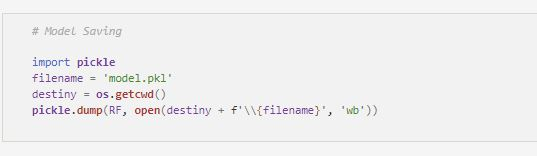 # Model Saving
import pickle
filename = 'model.pkl'
destiny = os.getcwd()
pickle.dump(RF, open(destiny + f'\\{filename}', 'wb'))